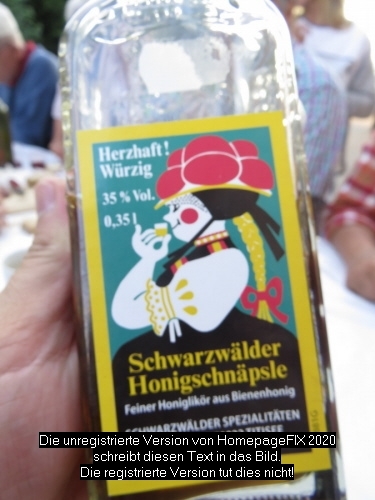 Herzhaft!
Würzig
35 % Vol.
0,35 l
Schwarzwälder
Honigschnäpsle
Feiner Honiglikör aus Bienenhonig
SCHWARZWÄLDER SPEZIALITÄTEN
TITISEE
Die unregistrierte Version von HomepageFIX 2020
schreibt diesen Text in das Bild.
Die registrierte Version tut dies nicht!